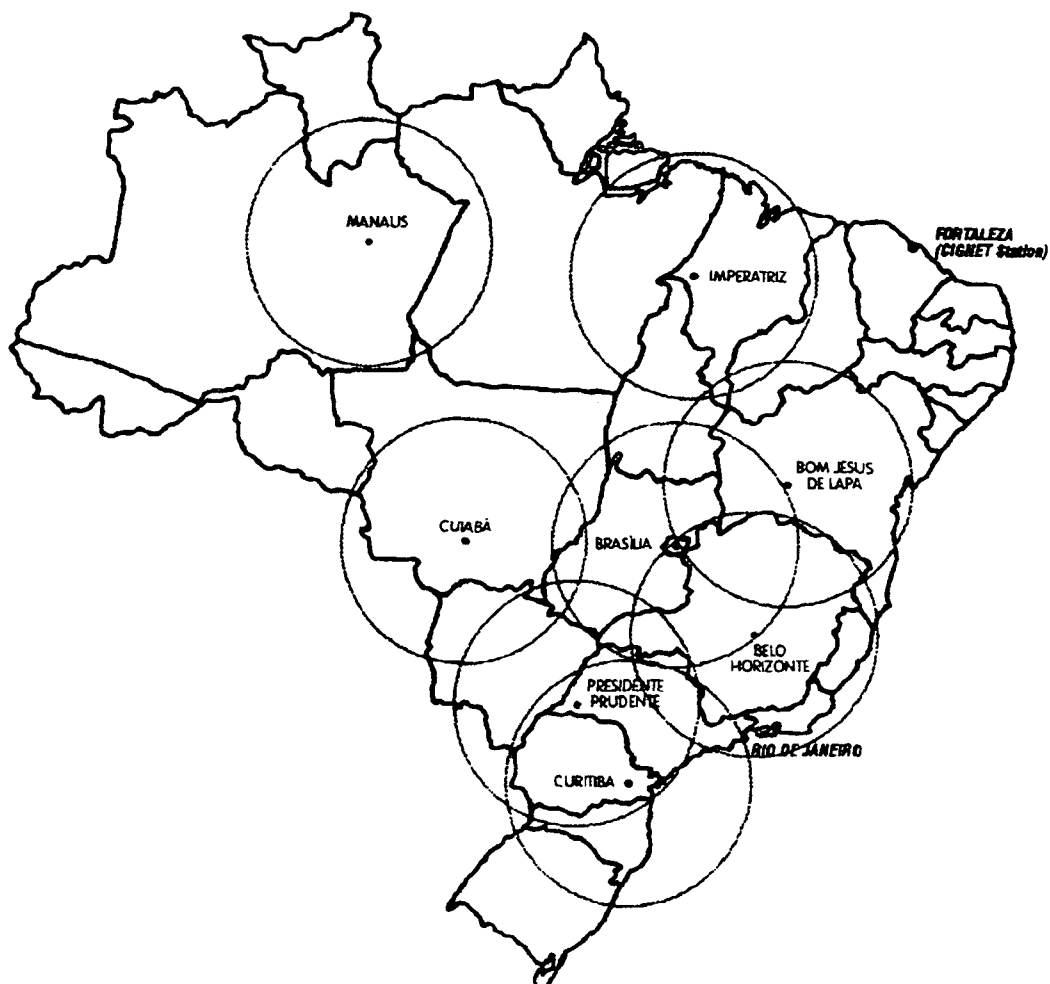 MANAUS
FORTALEZA
(CIGNET Station)
IMPERATRIZ
BOM JESUS
DE LAPA
CUIABÁ
BRASÍLIA
BELO
HORIZONTE
PRESIDENTE
PRUDENTE
RIO DE JANEIRO
CURITIBA